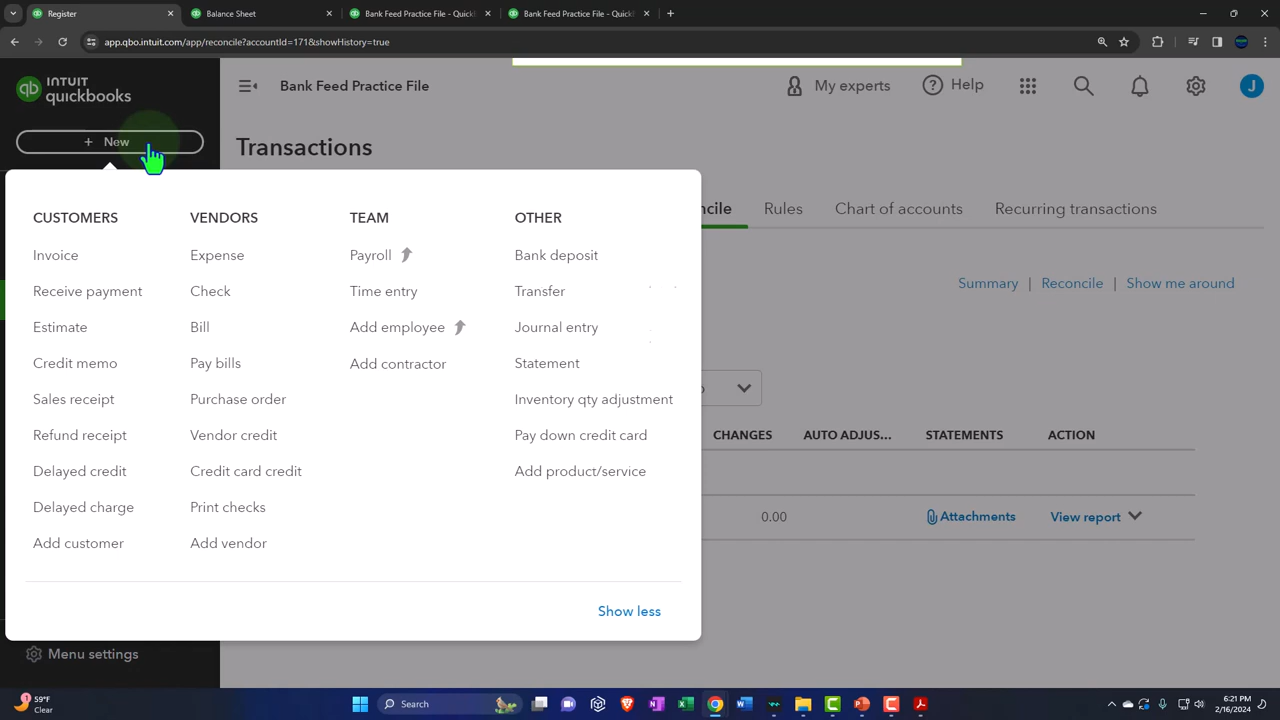 Register
Balance Sheet
Bank Feed Practice File - QuickB
Bank Feed Practice File - QuickB
app.qbo.intuit.com/app/reconcile?accountId=171&showHistory=true
INTUIT
quickbooks
Bank Feed Practice File
My experts
Help
J
+ New
Transactions
CUSTOMERS
Invoice
Receive payment
Estimate
Credit memo
Sales receipt
Refund receipt
Delayed credit
Delayed charge
Add customer
VENDORS
Expense
Check
Bill
Pay bills
Purchase order
Vendor credit
Credit card credit
Print checks
Add vendor
TEAM
Payroll
Time entry
Add employee
Add contractor
OTHER
Bank deposit
Transfer
Journal entry
Statement
Inventory qty adjustment
Pay down credit card
Add product/service
Show less
ncile Rules Chart of accounts Recurring transactions
Summary | Reconcile | Show me around
CHANGES AUTO ADJUS... STATEMENTS ACTION
0.00 Attachments View report
Menu settings
59°F
Clear
Search
6:21 PM
2/16/2024